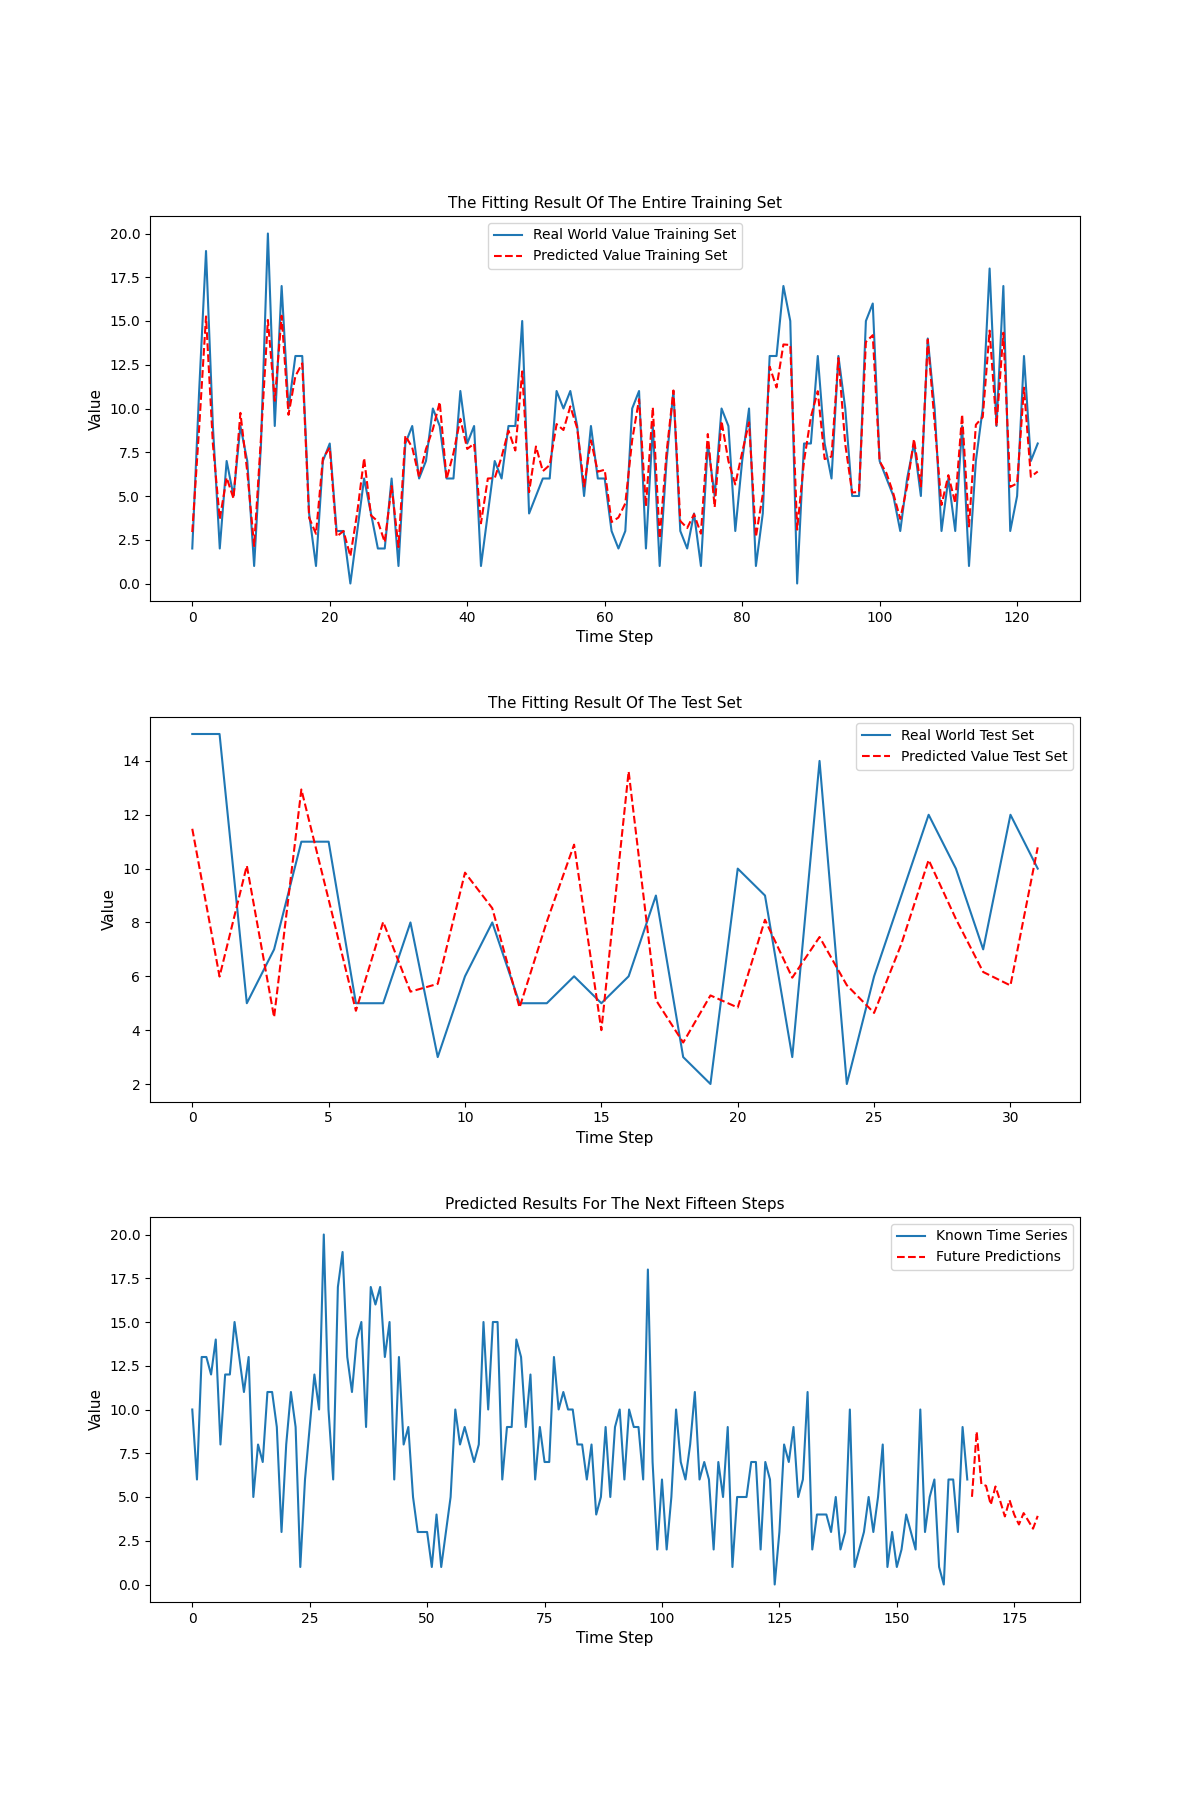 The Fitting Result Of The Entire Training Set
Real World Value Training Set
Predicted Value Training Set
Value
20.0
17.5
15.0
12.5
10.0
7.5
5.0
2.5
0.0
0 20 40 60 80 100 120
Time Step
The Fitting Result Of The Test Set
Real World Test Set
Predicted Value Test Set
Value
14
12
10
8
6
4
2
0 5 10 15 20 25 30
Time Step
Predicted Results For The Next Fifteen Steps
Known Time Series
Future Predictions
Value
20.0
17.5
15.0
12.5
10.0
7.5
5.0
2.5
0.0
0 25 50 75 100 125 150 175
Time Step